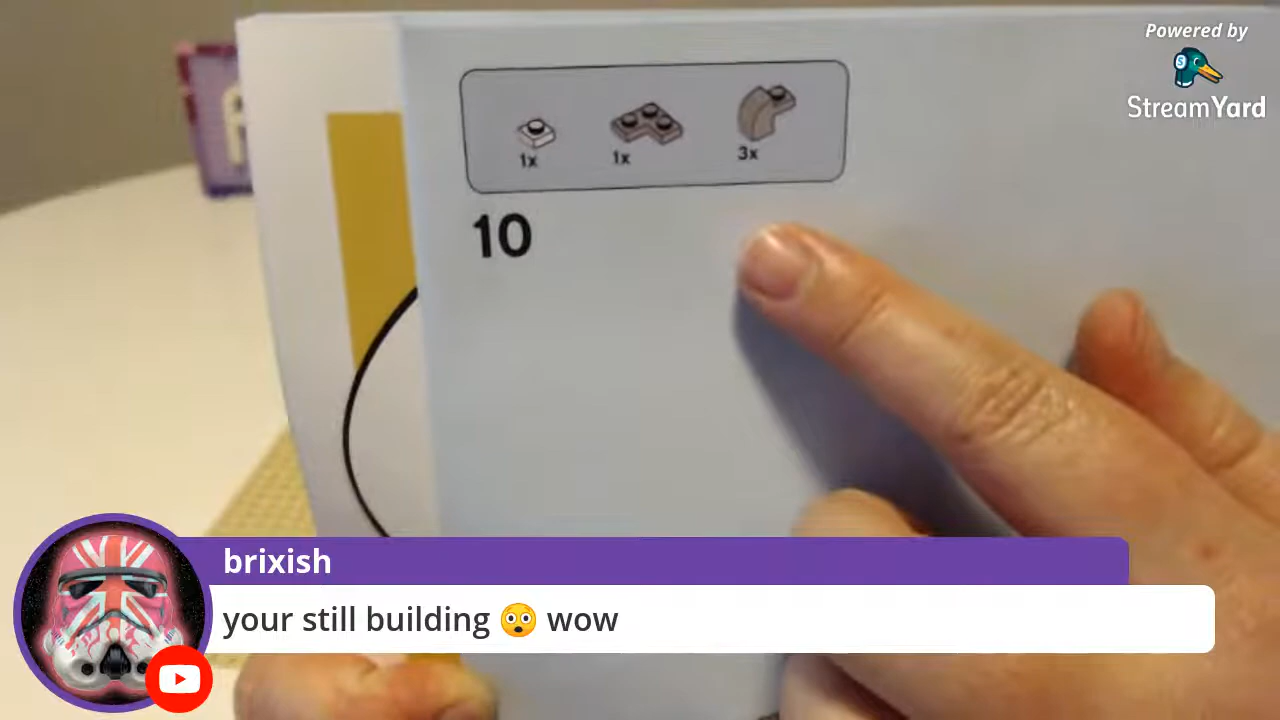 Powered by
StreamYard
1x
1x
3x
10
brixish
your still building 😳 wow